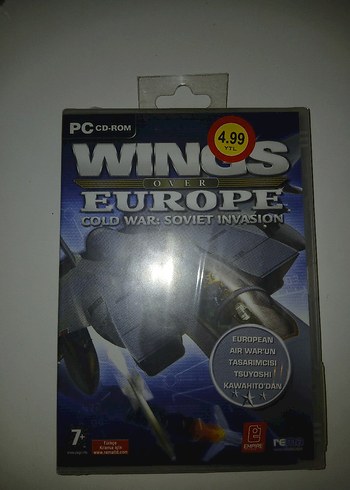 PC CD-ROM
4.99
YTL
WINGS
OVER
EUROPE
COLD WAR: SOVIET INVASION
EUROPEAN
AIR WAR'UN
TASARIMCISI
TSUYOSHI
KAWAHITO'DAN
7+
EMPIRE